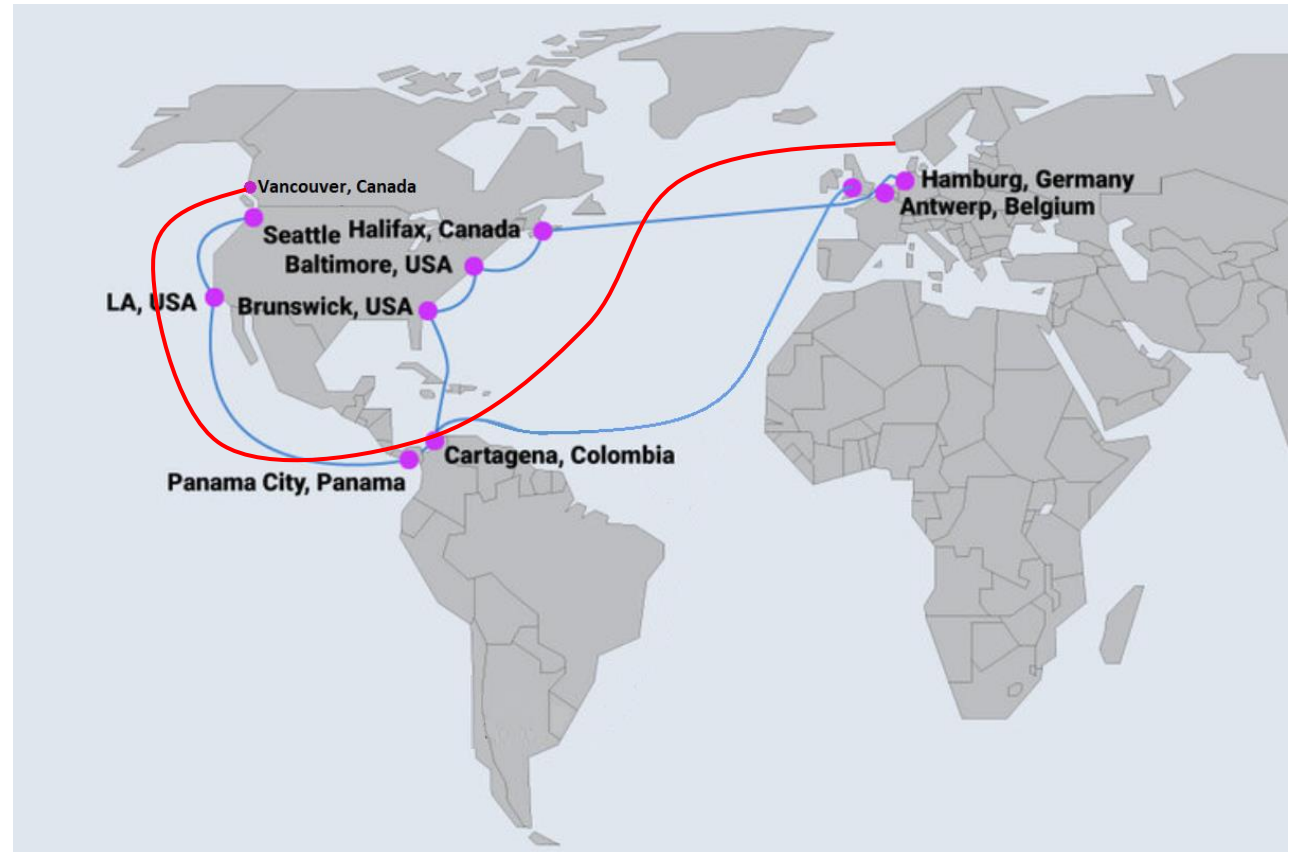 Vancouver, Canada
Hamburg, Germany
Antwerp, Belgium
Seattle
Halifax, Canada
Baltimore, USA
LA, USA
Brunswick, USA
Cartagena, Colombia
Panama City, Panama